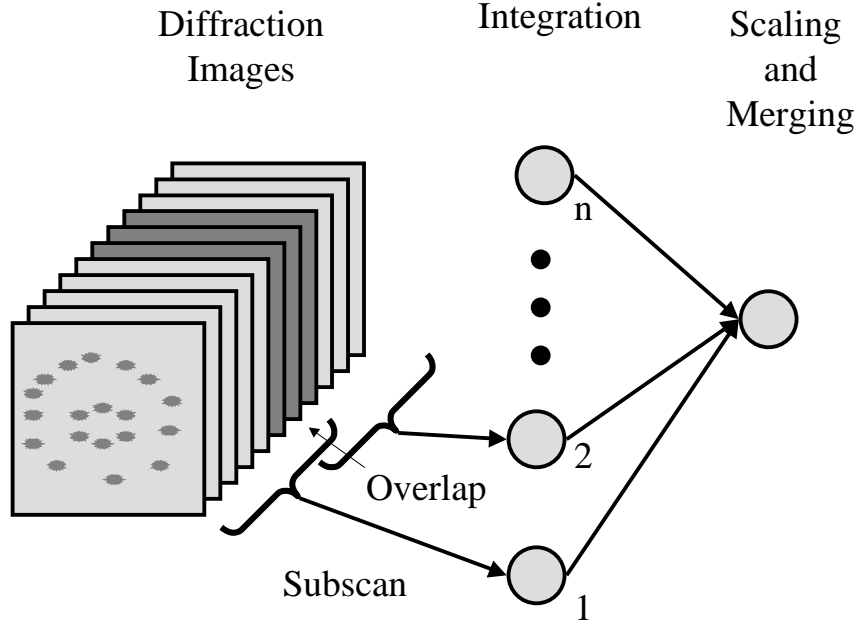 Diffraction
Images
Integration
Scaling
and
Merging
n
2
Overlap
Subscan
1